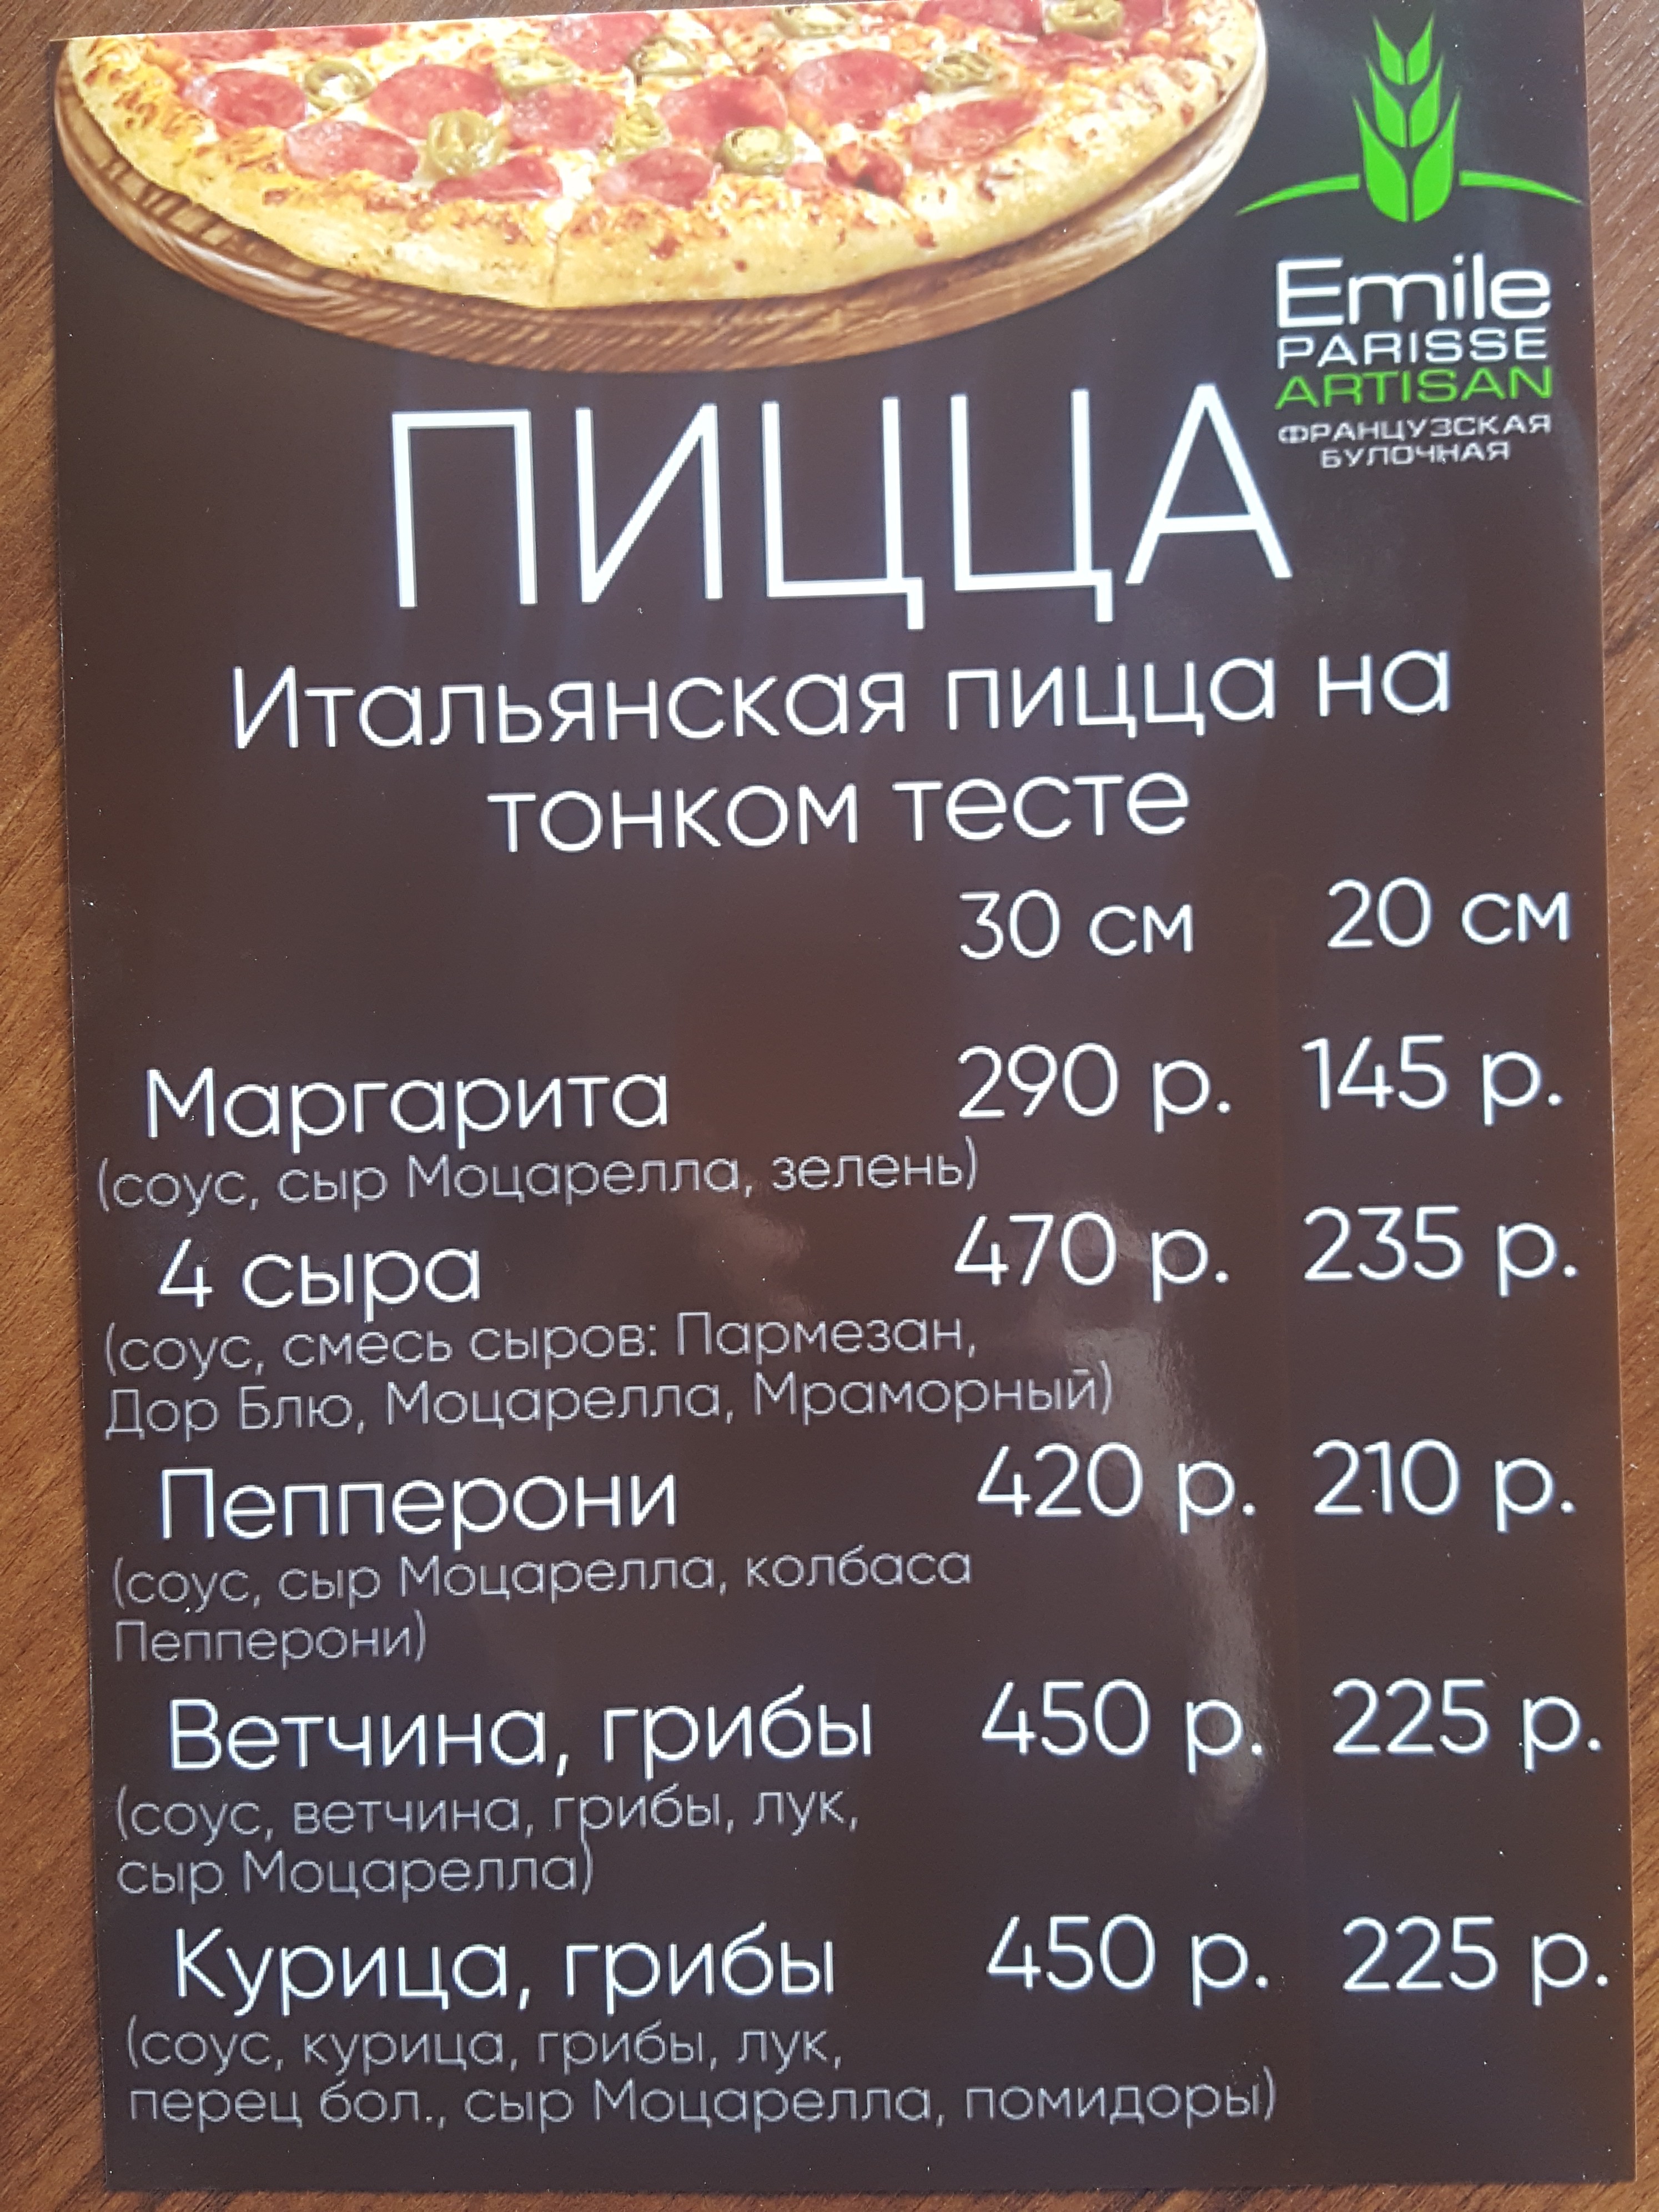 Emile
PARISSE
ARTISAN
ФРАНЦУЗСКАЯ
БУЛОЧНАЯ
ПИЦЦА
Итальянская пицца на
тонком тесте
30 см 20 см
Маргарита 290 р. 145 р.
(соус, сыр Моцарелла, зелень)
4 сыра 470 р. 235 р.
(соус, смесь сыров: Пармезан,
Дор Блю, Моцарелла, Мраморный)
Пепперони 420 р. 210 р.
(соус, сыр Моцарелла, колбаса
Пепперони)
Ветчина, грибы 450 р. 225 р.
(соус, ветчина, грибы, лук,
сыр Моцарелла)
Курица, грибы 450 р. 225 р.
(соус, курица, грибы, лук,
перец бол., сыр Моцарелла, помидоры)